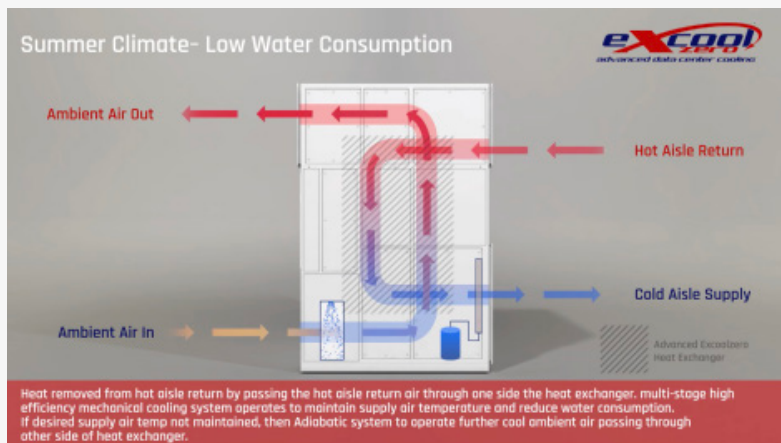 Summer Climate- Low Water Consumption
eXcool
zero
advanced data center cooling
Ambient Air Out
Hot Aisle Return
Cold Aisle Supply
Ambient Air In
Advanced Excoolzero
Heat Exchanger
Heat removed from hot aisle return by passing the hot aisle return air through one side the heat exchanger. multi-stage high
efficiency mechanical cooling system operates to maintain supply air temperature and reduce water consumption.
If desired supply air temp not maintained, then Adiabatic system to operate further cool ambient air passing through
other side of heat exchanger.